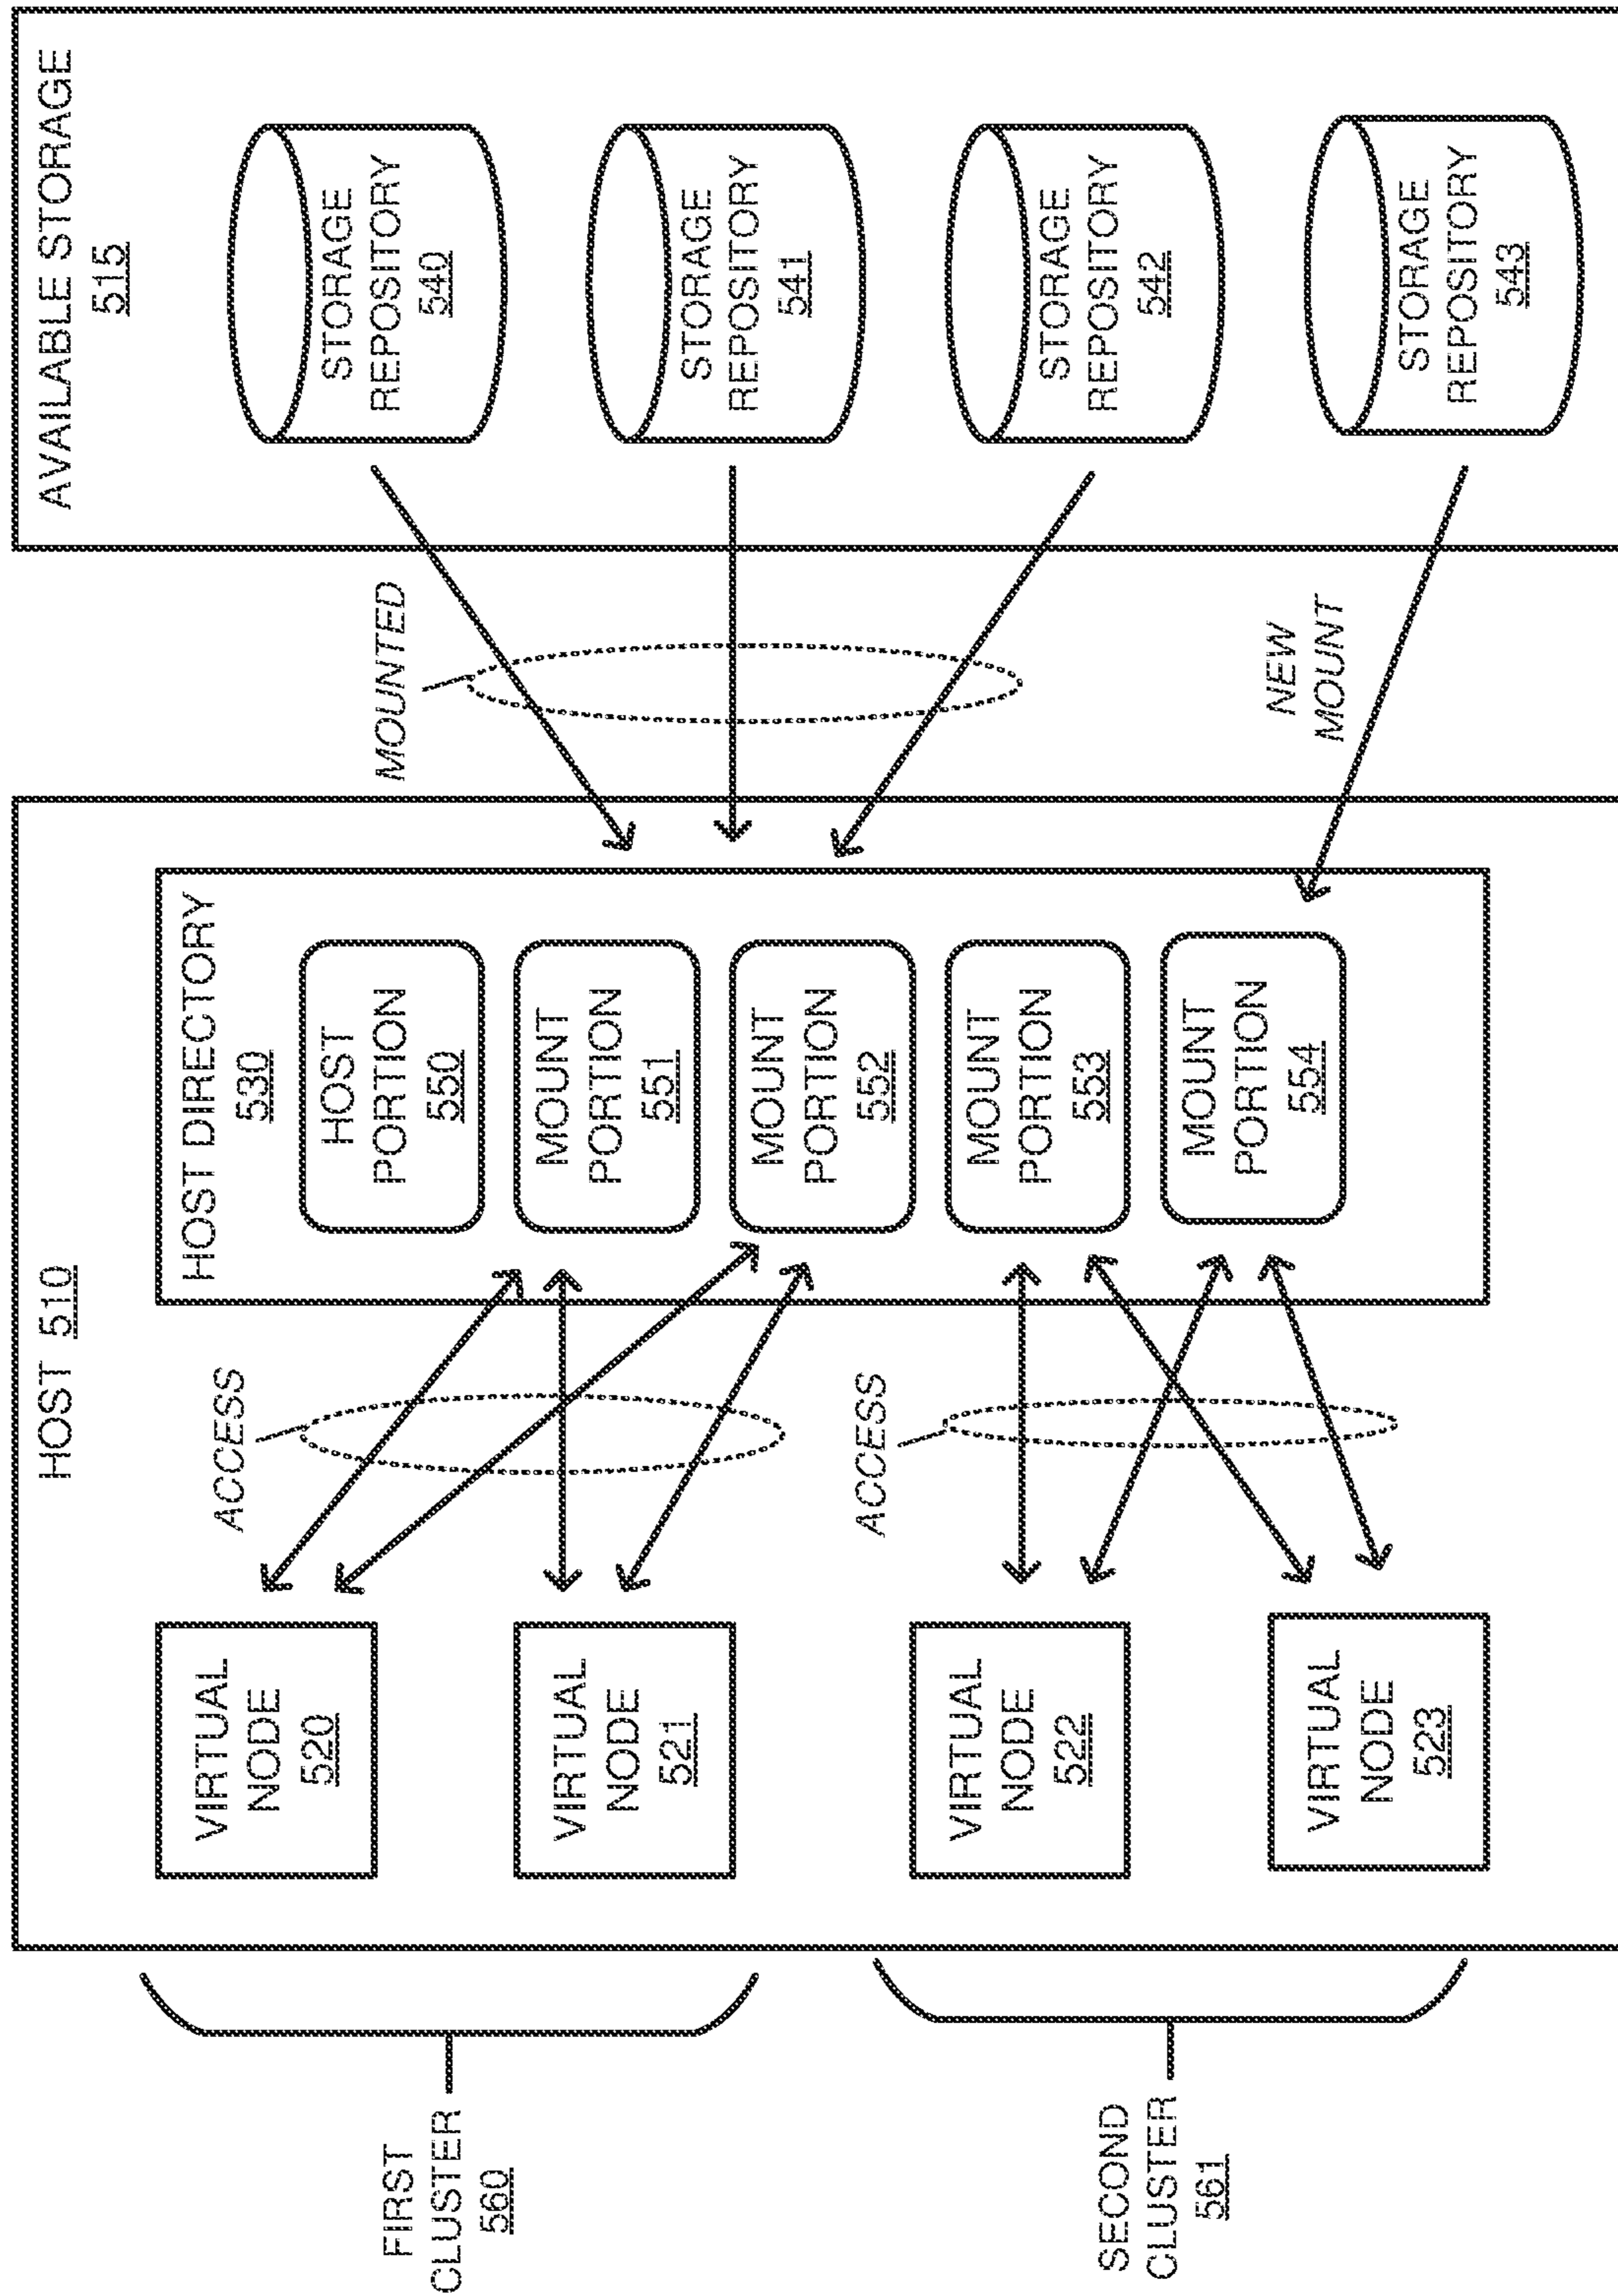 HOST 510
HOST DIRECTORY
530
HOST
PORTION
550
MOUNT
PORTION
551
MOUNT
PORTION
552
MOUNT
PORTION
553
MOUNT
PORTION
554
ACCESS
ACCESS
VIRTUAL
NODE
520
VIRTUAL
NODE
521
VIRTUAL
NODE
522
VIRTUAL
NODE
523
FIRST
CLUSTER
560
SECOND
CLUSTER
561
MOUNTED
NEW
MOUNT
AVAILABLE STORAGE
515
STORAGE
REPOSITORY
540
STORAGE
REPOSITORY
541
STORAGE
REPOSITORY
542
STORAGE
REPOSITORY
543